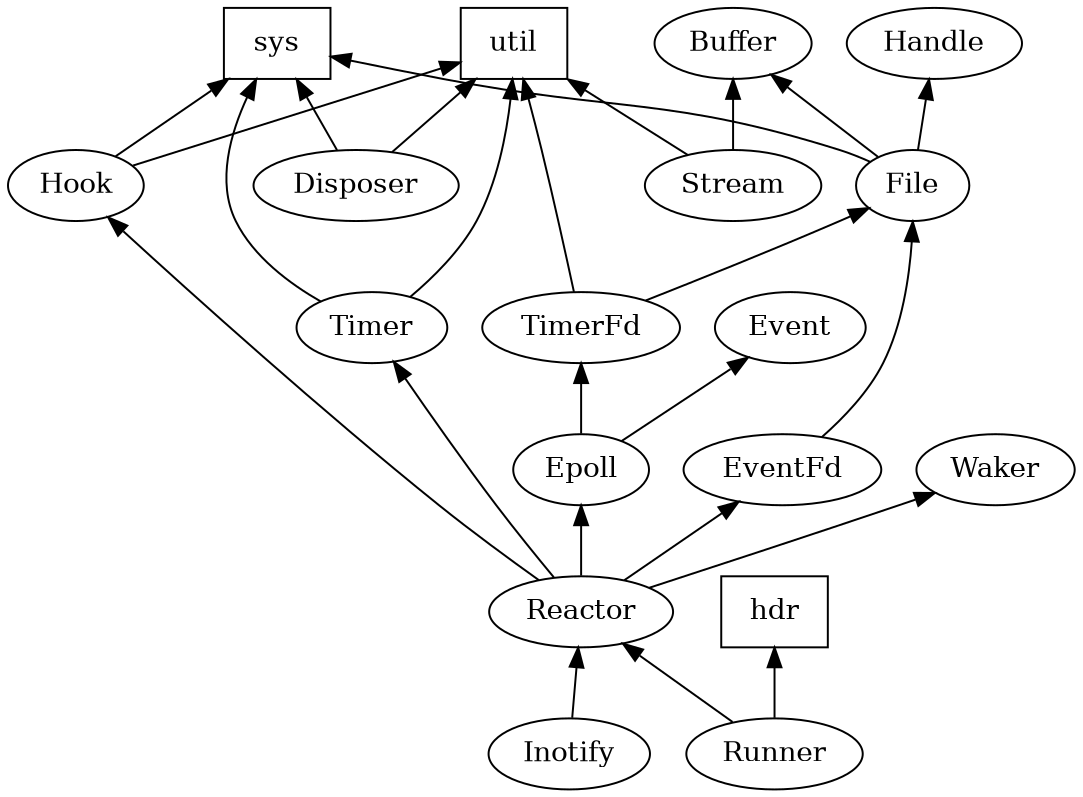 sys
util
Buffer
Handle
Hook
Disposer
Stream
File
Timer
TimerFd
Event
Epoll
EventFd
Waker
Reactor
hdr
Inotify
Runner